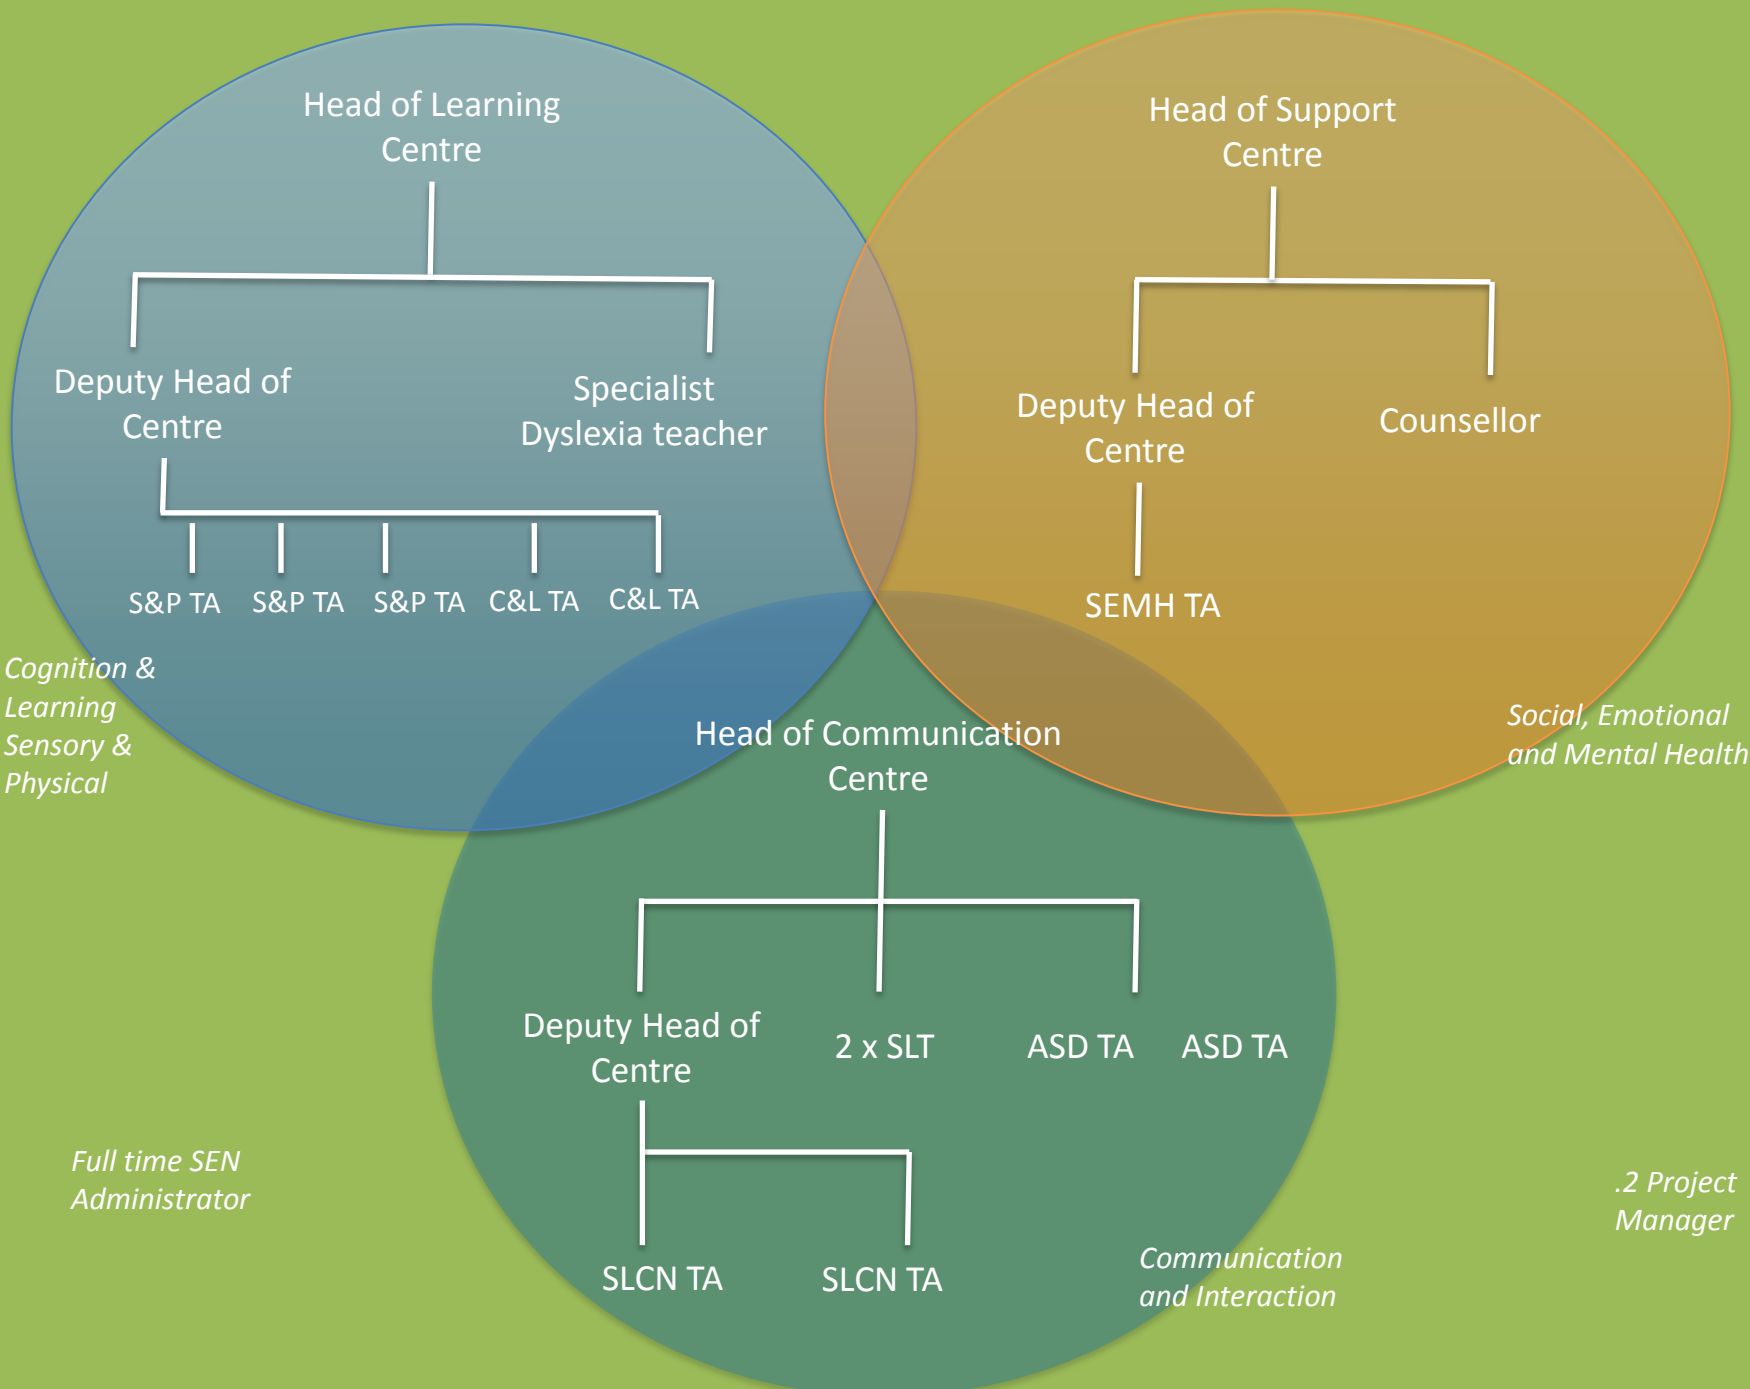 Head of Learning
Centre
Deputy Head of
Centre
Specialist
Dyslexia teacher
S&P TA
S&P TA
S&P TA
C&L TA
C&L TA
Cognition &
Learning
Sensory &
Physical
Head of Support
Centre
Deputy Head of
Centre
Counsellor
SEMH TA
Social, Emotional
and Mental Health
Head of Communication
Centre
Deputy Head of
Centre
2 x SLT
ASD TA
ASD TA
SLCN TA
SLCN TA
Communication
and Interaction
Full time SEN
Administrator
.2 Project
Manager